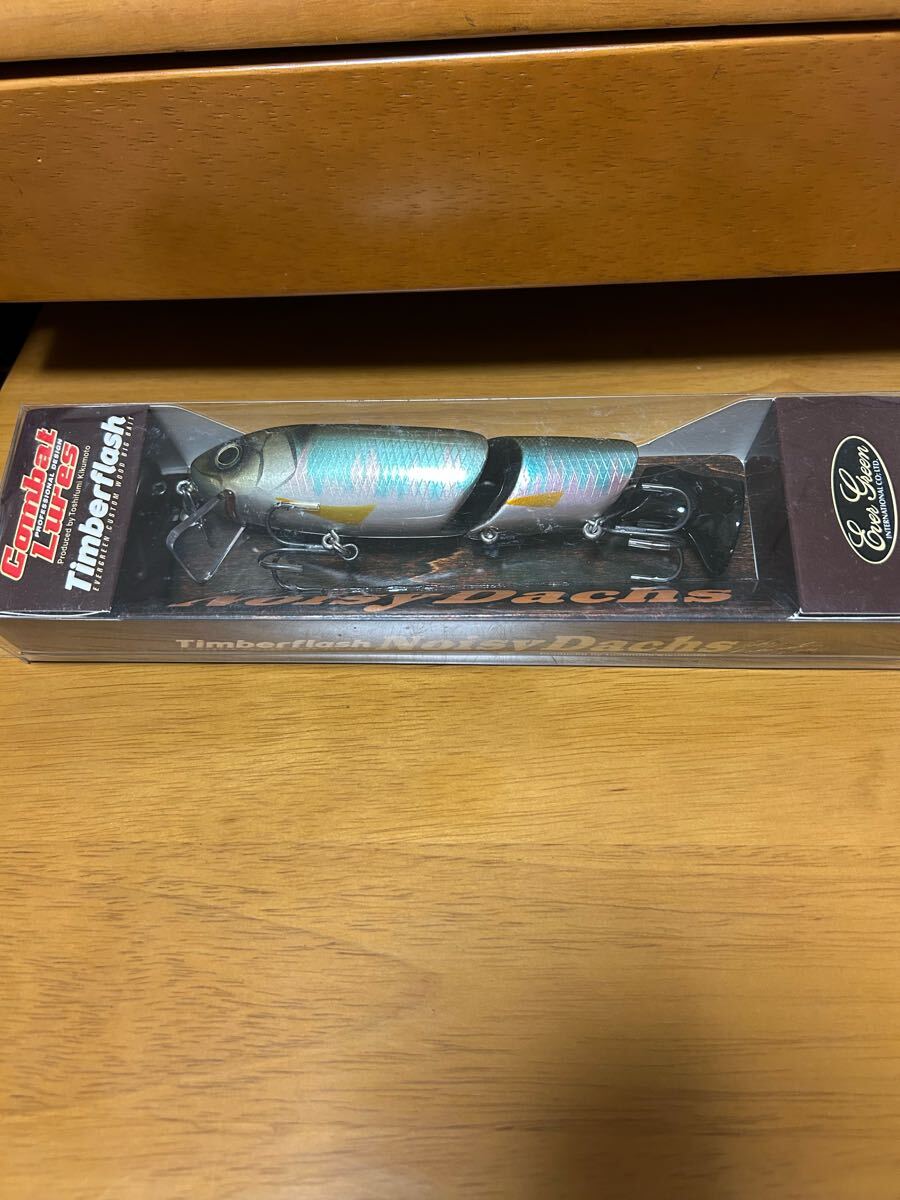 Combat
PROFESSIONAL DESIGN
Lures
Produced by Toshifumi Kikumoto
Timberflash
EVERGREEN CUSTOM WOOD BIG BAIT
Ever Green
INTERNATIONAL CO., LTD.
Noisy Dachs
Timberflash Noisy Dachs